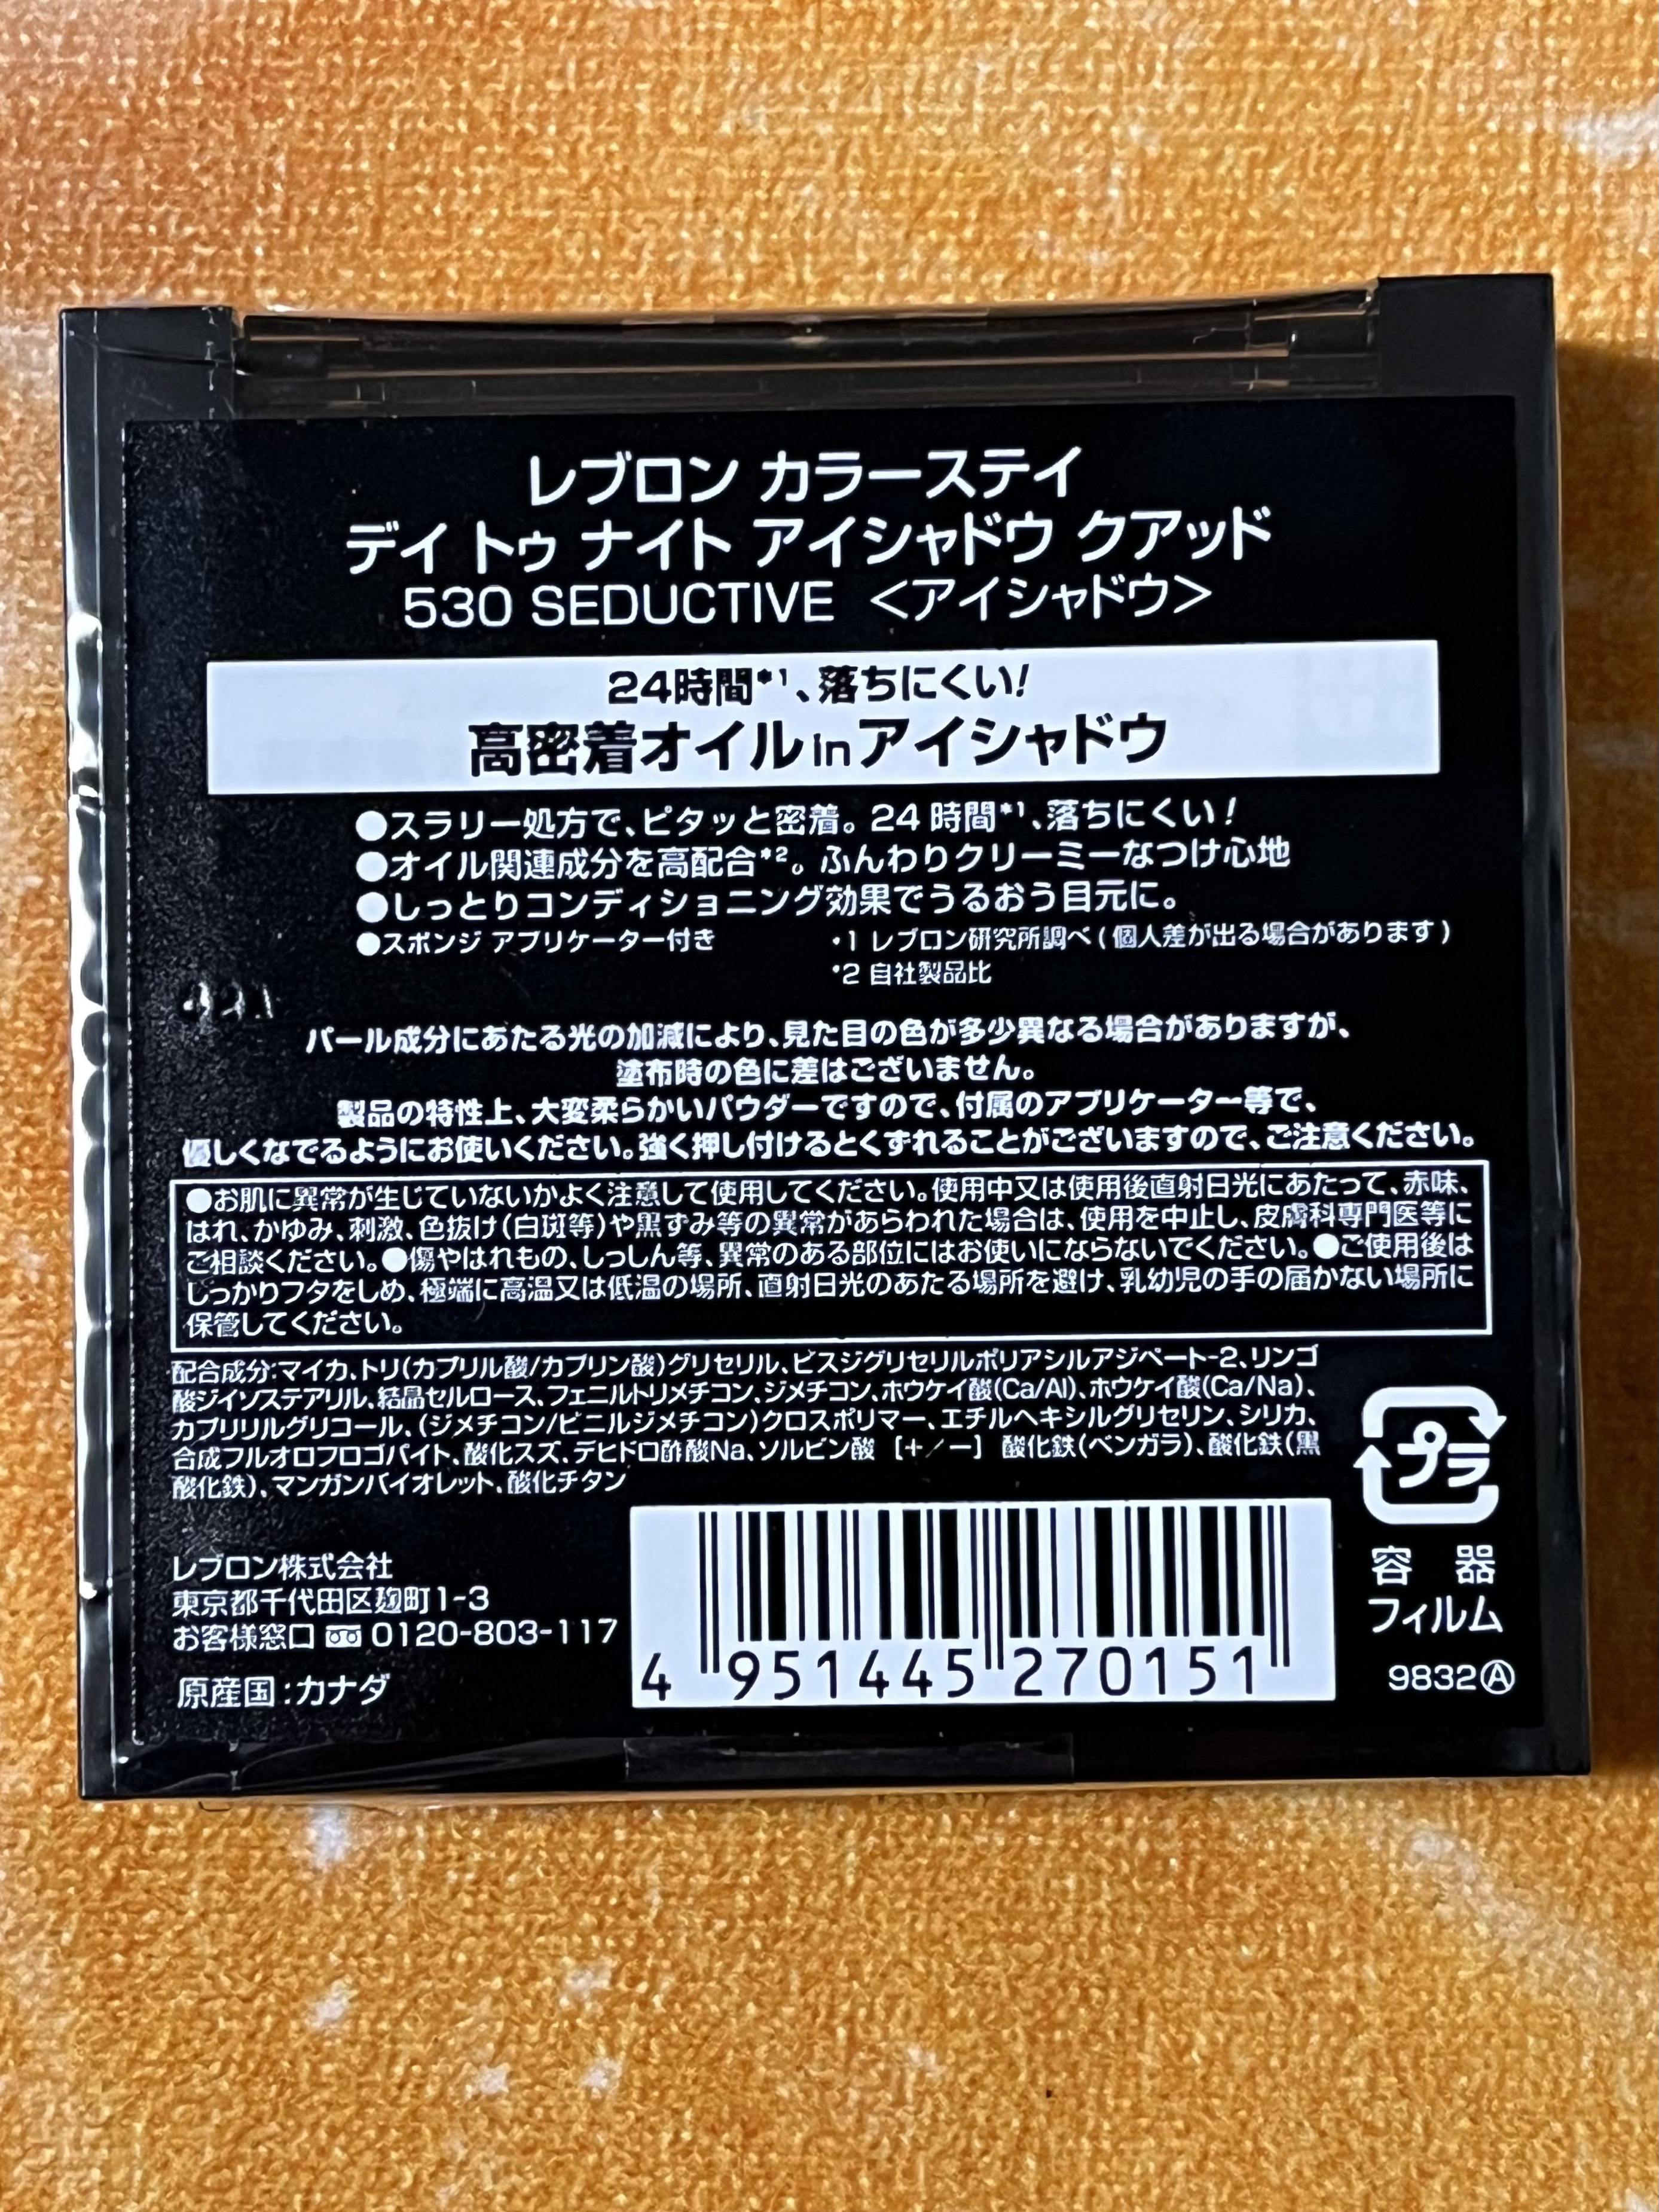 レブロン カラーステイ
デイ トゥ ナイト アイシャドウ クアッド
530 SEDUCTIVE <アイシャドウ>
24時間*1、落ちにくい!
高密着オイルinアイシャドウ
●スラリー処方で、ピタッと密着。24時間*1、落ちにくい!
●オイル関連成分を高配合*2。ふんわりクリーミーなつけ心地
●しっとりコンディショニング効果でうるおう目元に。
●スポンジ アプリケーター付き
*1 レブロン研究所調べ(個人差が出る場合があります)
*2 自社製品比
パール成分にあたる光の加減により、見た目の色が多少異なる場合がありますが、
塗布時の色に差はございません。
製品の特性上、大変柔らかいパウダーですので、付属のアプリケーター等で、
優しくなでるようにお使いください。強く押し付けるとくずれることがございますので、ご注意ください。
●お肌に異常が生じていないかよく注意して使用してください。使用中又は使用後直射日光にあたって、赤味、
はれ、かゆみ、刺激、色抜け(白斑等)や黒ずみ等の異常があらわれた場合は、使用を中止し、皮膚科専門医等に
ご相談ください。●傷やはれもの、しっしん等、異常のある部位にはお使いにならないでください。●ご使用後は
しっかりフタをしめ、極端に高温又は低温の場所、直射日光のあたる場所を避け、乳幼児の手の届かない場所に
保管してください。
配合成分:マイカ、トリ(カプリル酸/カプリン酸)グリセリル、ビスジグリセリルポリアシルアジペート-2、リンゴ
酸ジイソステアリル、結晶セルロース、フェニルトリメチコン、ジメチコン、ホウケイ酸(Ca/Al)、ホウケイ酸(Ca/Na)、
カプリリルグリコール、(ジメチコン/ビニルジメチコン)クロスポリマー、エチルヘキシルグリセリン、シリカ、
合成フルオロフロゴパイト、酸化スズ、デヒドロ酢酸Na、ソルビン酸 [+/-] 酸化鉄(ベンガラ)、酸化鉄(黒
酸化鉄)、マンガンバイオレット、酸化チタン
レブロン株式会社
東京都千代田区麹町1-3
お客様窓口 0120-803-117
原産国:カナダ
4 951445 270151
プラ
容 器
フィルム
9832Ⓐ